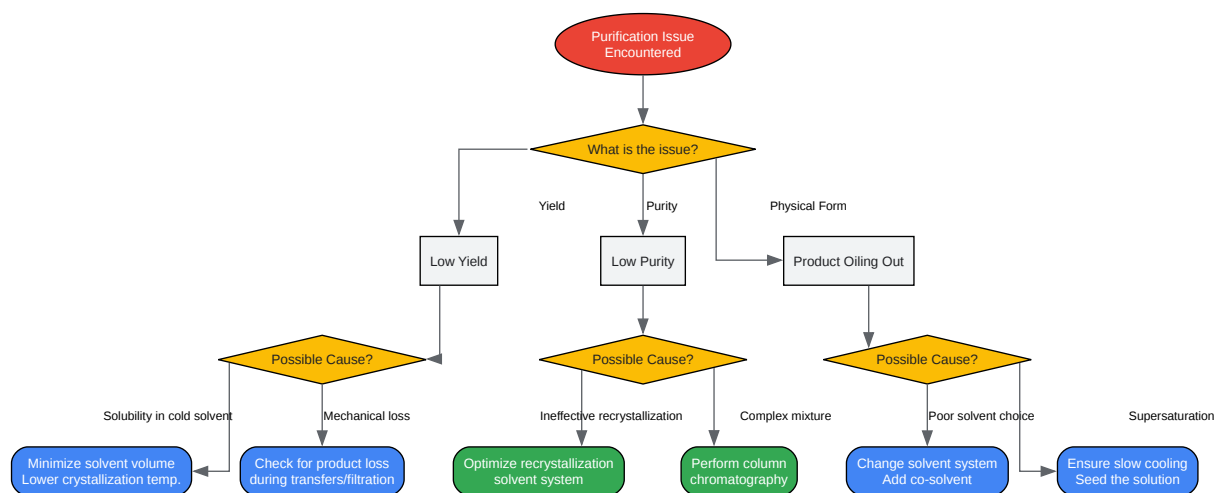 Purification Issue
Encountered
What is the issue?
Yield
Purity
Physical Form
Low Yield
Low Purity
Product Oiling Out
Possible Cause?
Possible Cause?
Possible Cause?
Solubility in cold solvent
Mechanical loss
Ineffective recrystallization
Complex mixture
Poor solvent choice
Supersaturation
Minimize solvent volume
Lower crystallization temp.
Check for product loss
during transfers/filtration
Optimize recrystallization
solvent system
Perform column
chromatography
Change solvent system
Add co-solvent
Ensure slow cooling
Seed the solution